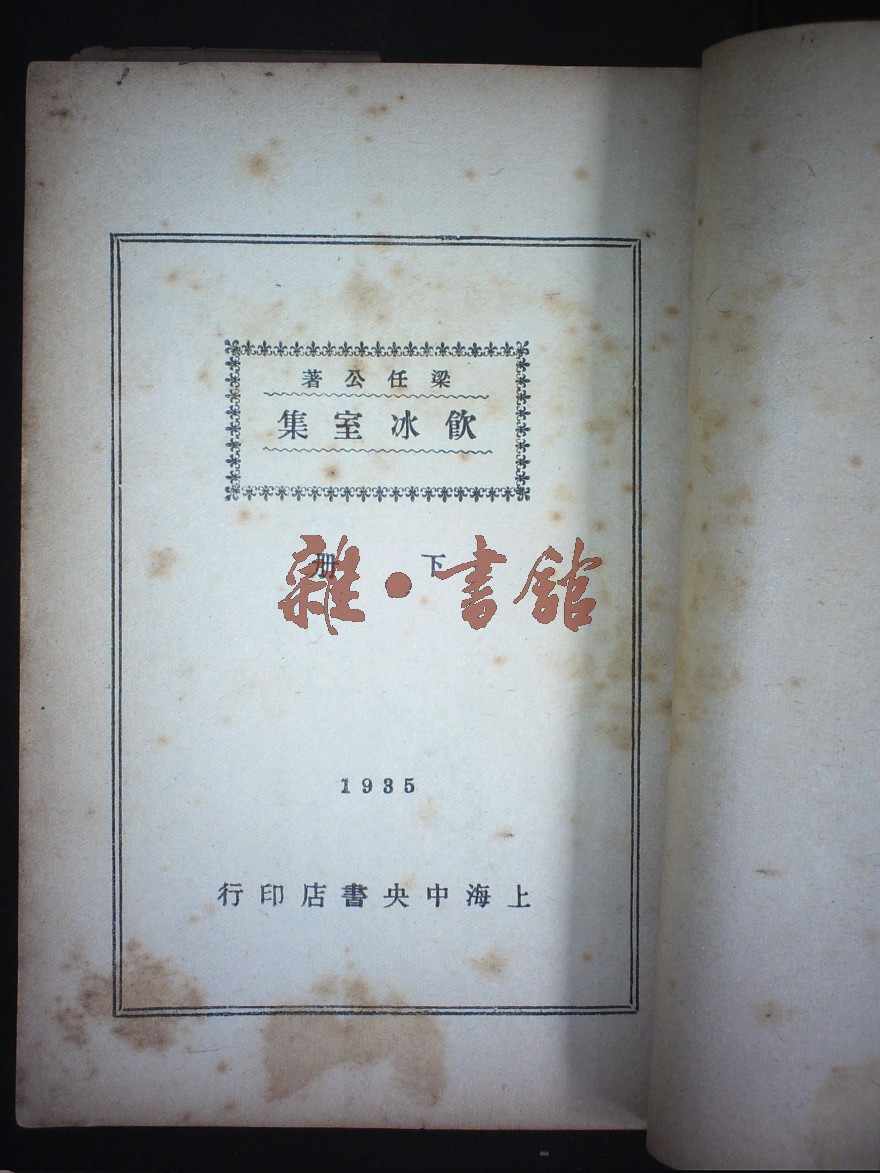 梁任公著
飲冰室集
下册
雜·書館
1935
上海中央書店印行